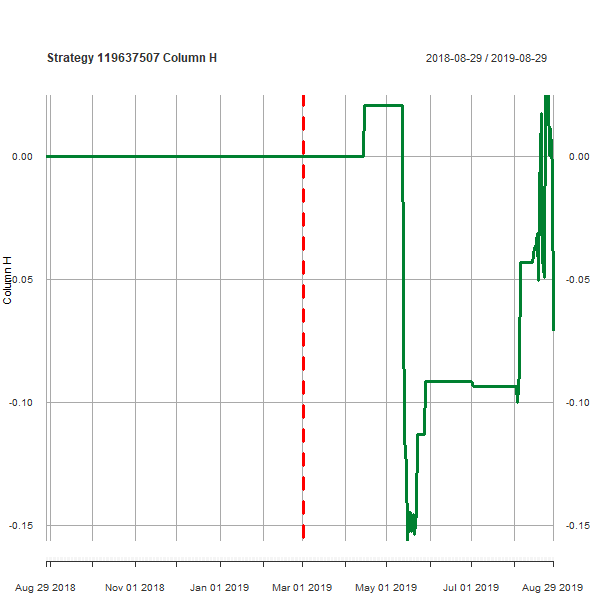 Strategy 119637507 Column H
2018-08-29 / 2019-08-29
0.00
0.00
-0.05
-0.05
Column H
-0.10
-0.10
-0.15
-0.15
Aug 29 2018
Nov 01 2018
Jan 01 2019
Mar 01 2019
May 01 2019
Jul 01 2019
Aug 29 2019